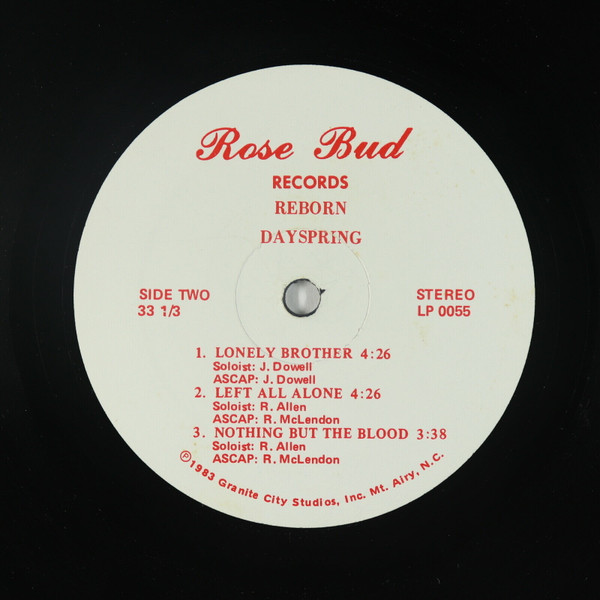 Rose Bud
RECORDS
REBORN
DAYSPRING
SIDE TWO
33 1/3
STEREO
LP 0055
1. LONELY BROTHER 4:26
Soloist: J. Dowell
ASCAP: J. Dowell
2. LEFT ALL ALONE 4:26
Soloist: R. Allen
ASCAP: R. McLendon
3. NOTHING BUT THE BLOOD 3:38
Soloist: R. Allen
ASCAP: R. McLendon
℗1983 Granite City Studios, Inc. Mt. Airy, N.C.